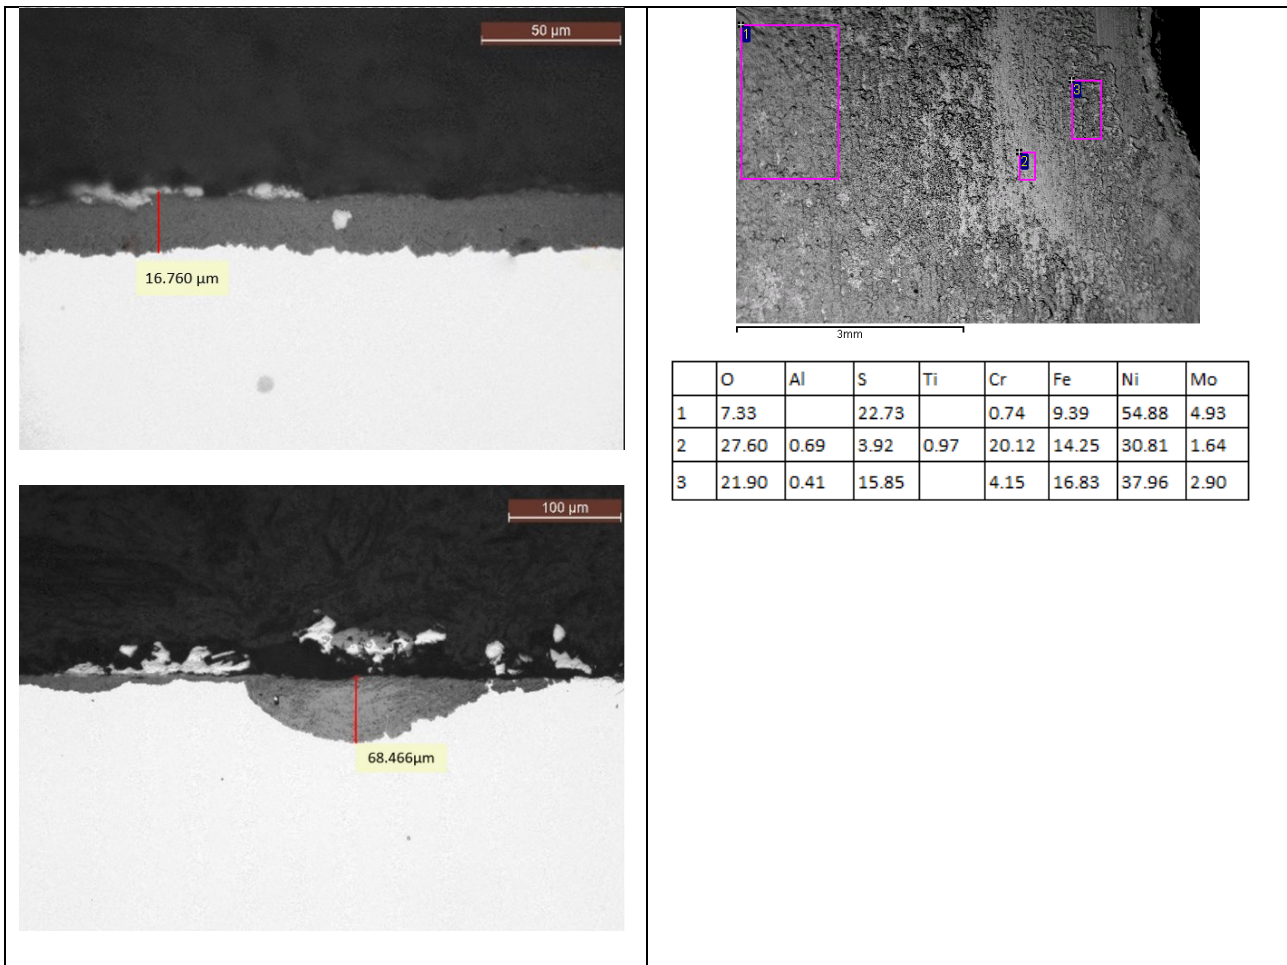 50 µm
16.760 µm
100 µm
68.466µm
1
3
2
3mm
O Al S Ti Cr Fe Ni Mo
1 7.33 22.73 0.74 9.39 54.88 4.93
2 27.60 0.69 3.92 0.97 20.12 14.25 30.81 1.64
3 21.90 0.41 15.85 4.15 16.83 37.96 2.90